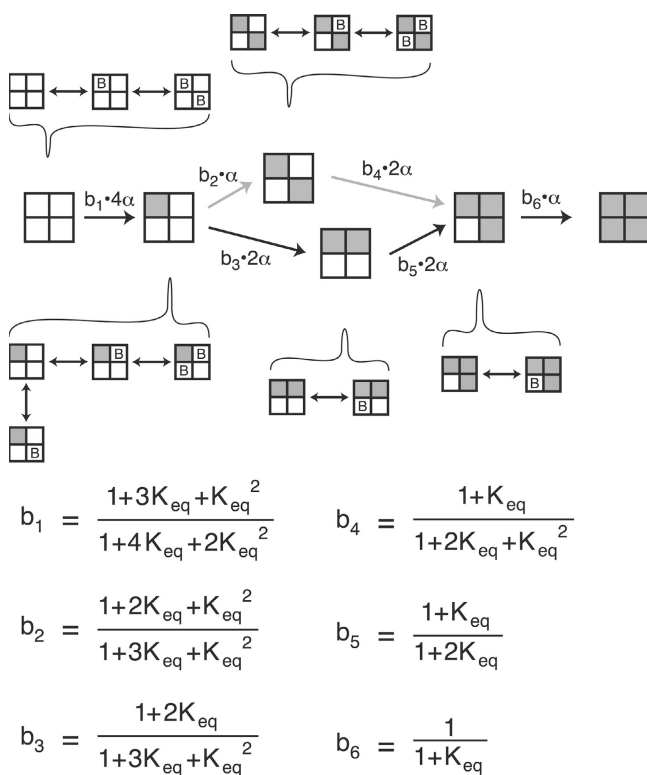 B B
B
B B
B
b₁•4α b₂•α b₄•2α b₆•α
b₃•2α b₅•2α
B B
B
B B
B
b₁ = (1+3K_eq+K_eq²)/(1+4K_eq+2K_eq²)
b₄ = (1+K_eq)/(1+2K_eq+K_eq²)
b₂ = (1+2K_eq+K_eq²)/(1+3K_eq+K_eq²)
b₅ = (1+K_eq)/(1+2K_eq)
b₃ = (1+2K_eq)/(1+3K_eq+K_eq²)
b₆ = 1/(1+K_eq)